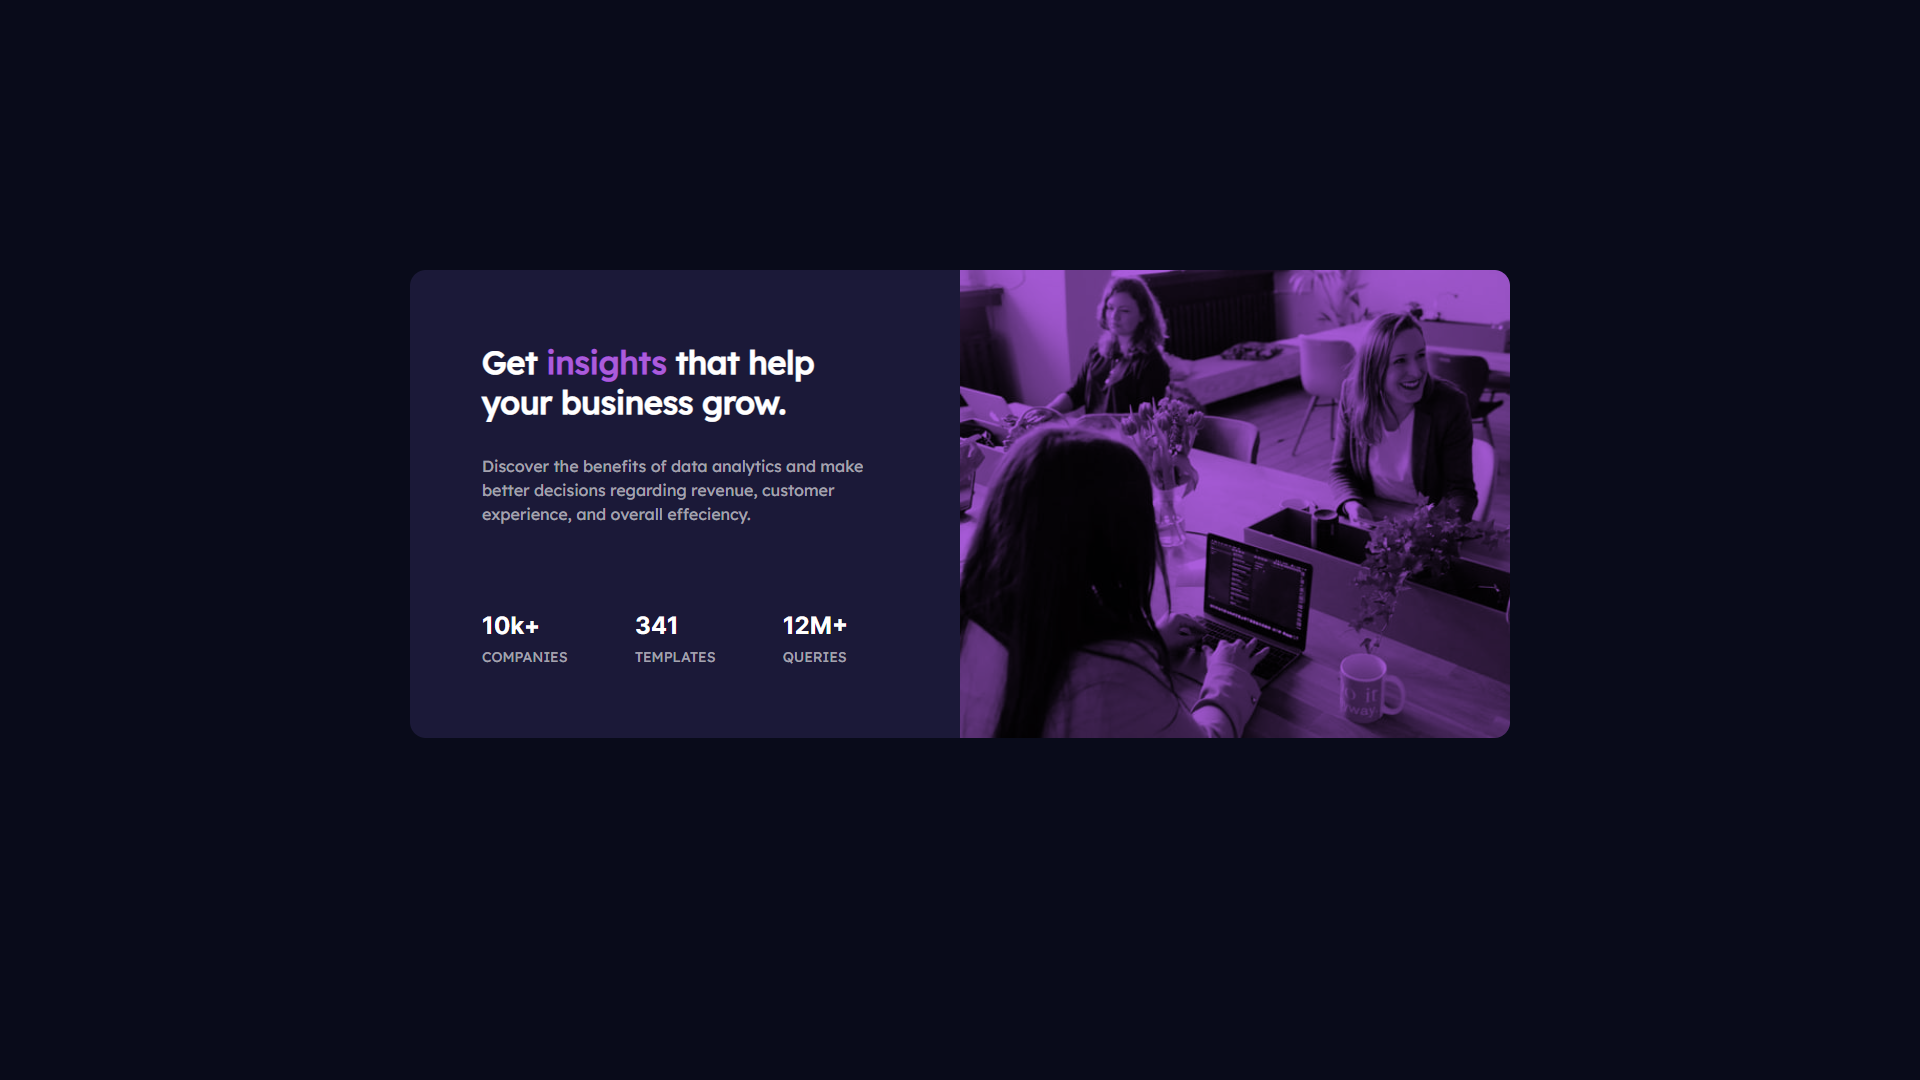 Get insights that help
your business grow.
Discover the benefits of data analytics and make
better decisions regarding revenue, customer
experience, and overall effeciency.
10k+ 341 12M+
COMPANIES TEMPLATES QUERIES